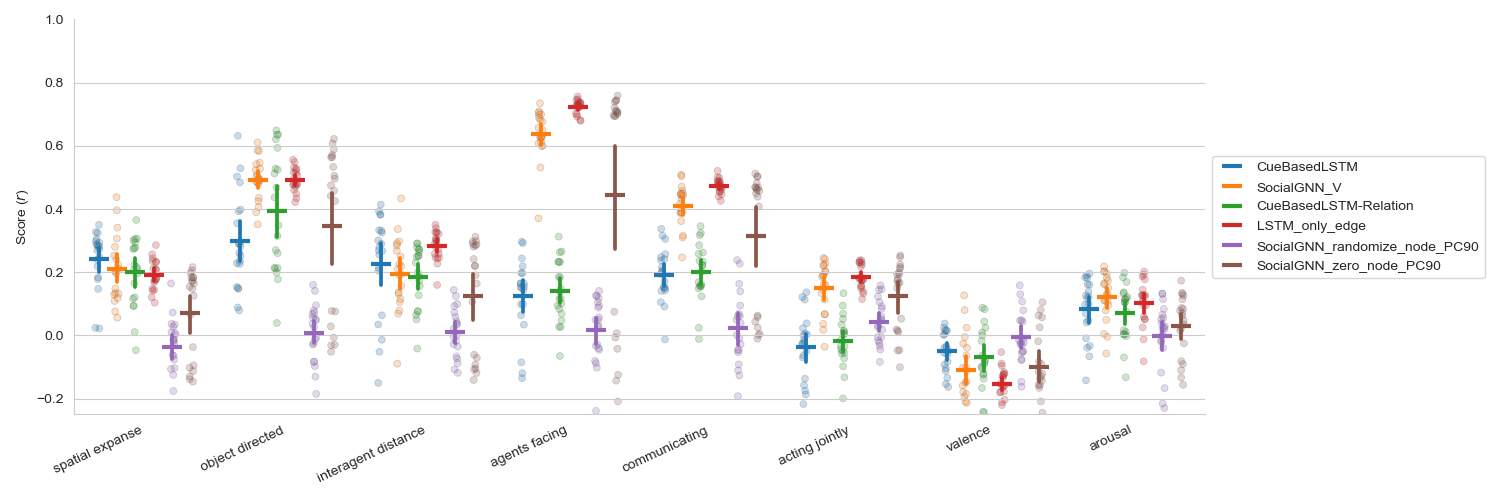 1.0
0.8
0.6
0.4
0.2
0.0
−0.2
Score (r)
spatial expanse
object directed
interagent distance
agents facing
communicating
acting jointly
valence
arousal
CueBasedLSTM
SocialGNN_V
CueBasedLSTM-Relation
LSTM_only_edge
SocialGNN_randomize_node_PC90
SocialGNN_zero_node_PC90